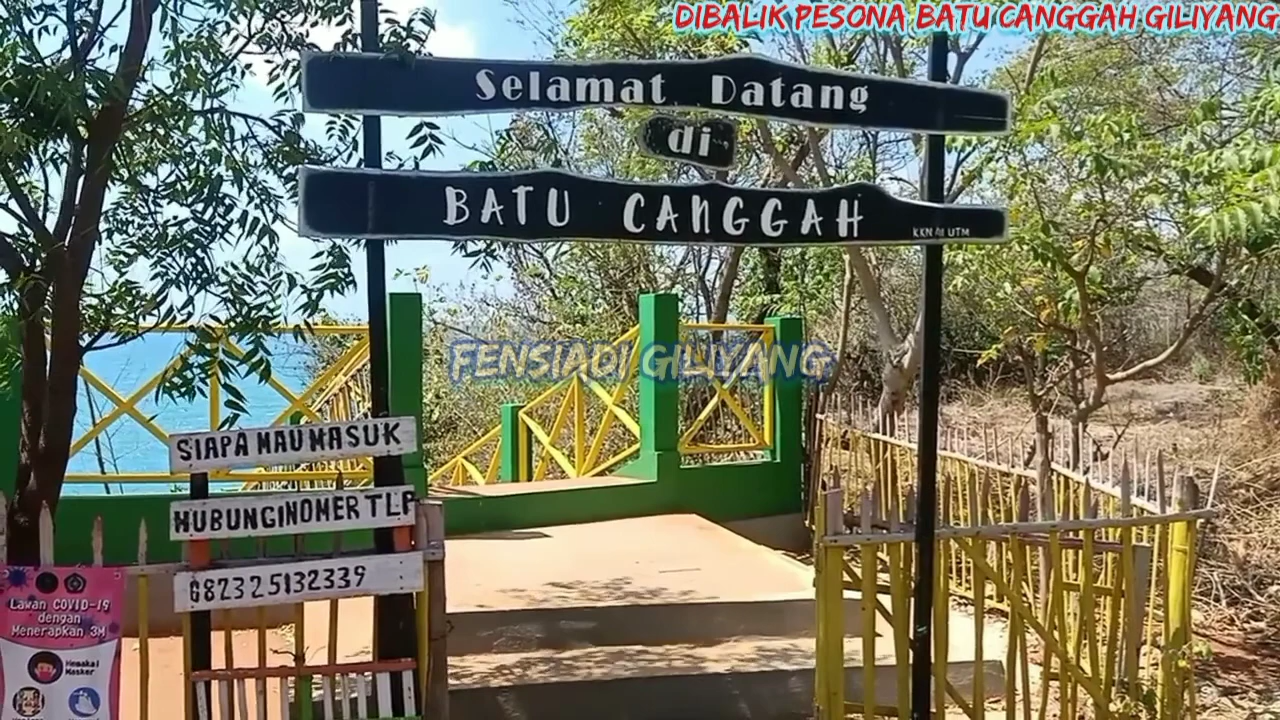 DIBALIK PESONA BATU CANGGAH GILIYANG
Selamat Datang
di
BATU CANGGAH
KKN UTM
FENSIADI GILIYANG
SIAPA MAU MASUK
HUBUNGI NOMER TLP
082325132339
Lawan COVID-19
dengan
Menerapkan 3M
Memakai
Masker